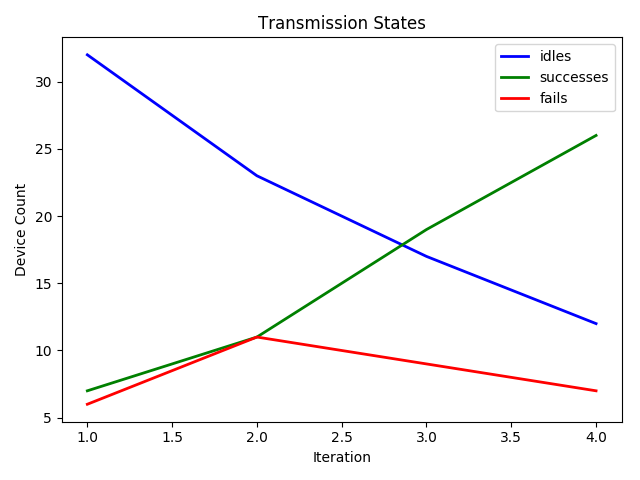 Transmission States
idles
successes
fails
Device Count
30
25
20
15
10
5
1.0 1.5 2.0 2.5 3.0 3.5 4.0
Iteration